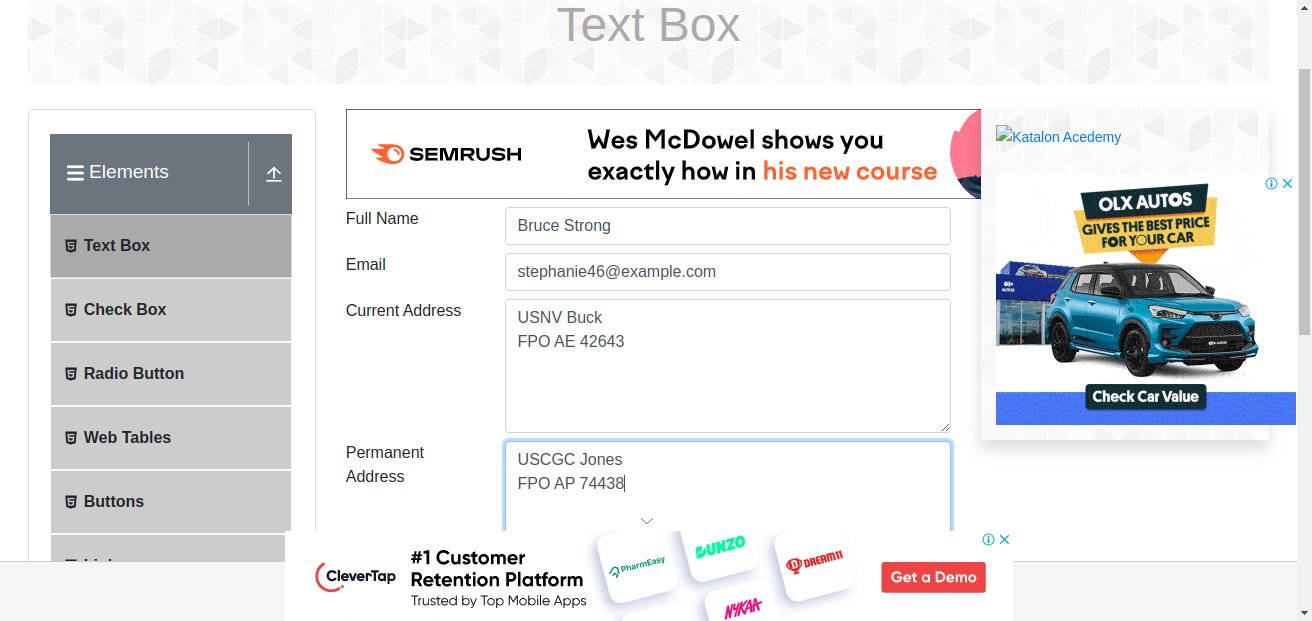 Text Box
Elements
Text Box
Check Box
Radio Button
Web Tables
Buttons
SEMRUSH
Wes McDowel shows you
exactly how in his new course
Full Name
Bruce Strong
Email
stephanie46@example.com
Current Address
USNV Buck
FPO AE 42643
Permanent
Address
USCGC Jones
FPO AP 74438
Katalon Acedemy
OLX AUTOS
GIVES THE BEST PRICE
FOR YOUR CAR
Check Car Value
CleverTap
#1 Customer
Retention Platform
Trusted by Top Mobile Apps
PharmEasy
DUNZO
DREAM11
NYKAA
Get a Demo